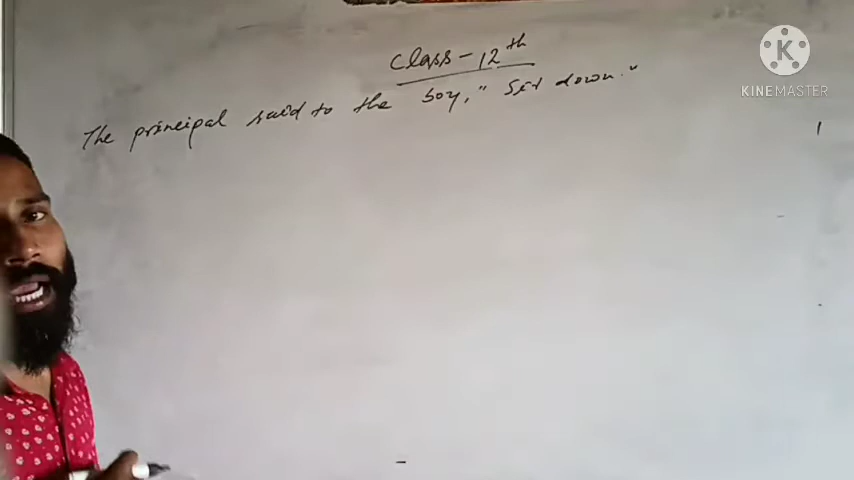 Class - 12th
The principal said to the boy, " Sit down."
KINEMASTER